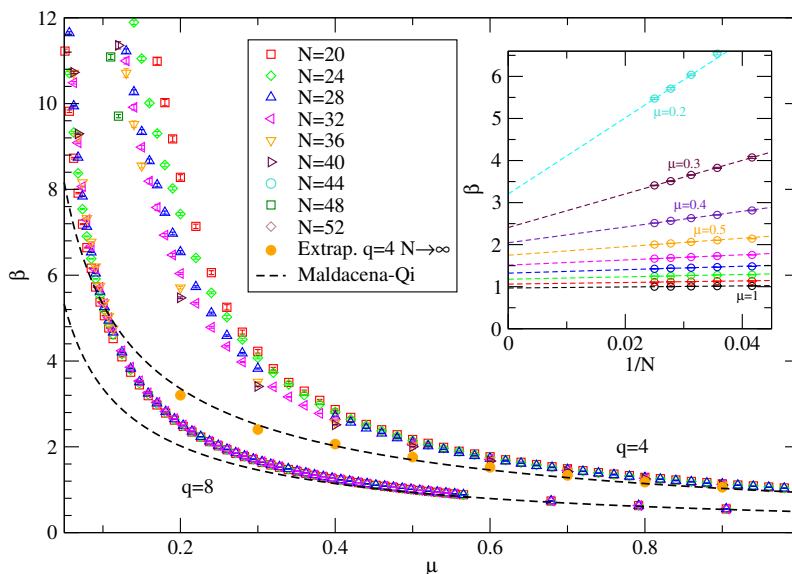 12
10
8
6
4
2
0
β
0.2
0.4
0.6
0.8
μ
N=20
N=24
N=28
N=32
N=36
N=40
N=44
N=48
N=52
Extrap. q=4 N→∞
Maldacena-Qi
q=4
q=8
6
5
4
3
2
1
0
β
0
0.02
0.04
1/N
μ=0.2
μ=0.3
μ=0.4
μ=0.5
μ=1